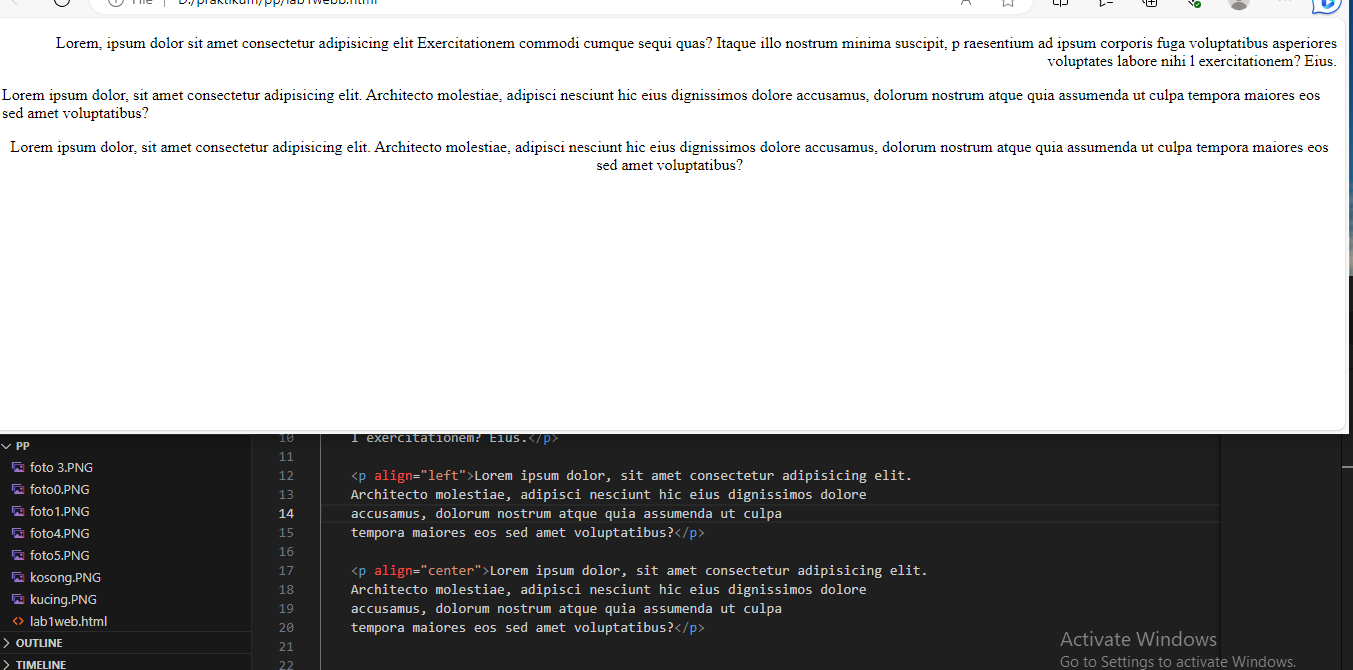 File D:/praktikum/pp/lab1webb.html
Lorem, ipsum dolor sit amet consectetur adipisicing elit Exercitationem commodi cumque sequi quas? Itaque illo nostrum minima suscipit, p raesentium ad ipsum corporis fuga voluptatibus asperiores
voluptates labore nihi l exercitationem? Eius.
Lorem ipsum dolor, sit amet consectetur adipisicing elit. Architecto molestiae, adipisci nesciunt hic eius dignissimos dolore accusamus, dolorum nostrum atque quia assumenda ut culpa tempora maiores eos
sed amet voluptatibus?
Lorem ipsum dolor, sit amet consectetur adipisicing elit. Architecto molestiae, adipisci nesciunt hic eius dignissimos dolore accusamus, dolorum nostrum atque quia assumenda ut culpa tempora maiores eos
sed amet voluptatibus?
PP
foto 3.PNG
foto0.PNG
foto1.PNG
foto4.PNG
foto5.PNG
kosong.PNG
kucing.PNG
lab1web.html
OUTLINE
TIMELINE
10 l exercitationem? Eius.</p>
11
12 <p align="left">Lorem ipsum dolor, sit amet consectetur adipisicing elit.
13 Architecto molestiae, adipisci nesciunt hic eius dignissimos dolore
14 accusamus, dolorum nostrum atque quia assumenda ut culpa
15 tempora maiores eos sed amet voluptatibus?</p>
16
17 <p align="center">Lorem ipsum dolor, sit amet consectetur adipisicing elit.
18 Architecto molestiae, adipisci nesciunt hic eius dignissimos dolore
19 accusamus, dolorum nostrum atque quia assumenda ut culpa
20 tempora maiores eos sed amet voluptatibus?</p>
21
22
Activate Windows
Go to Settings to activate Windows.